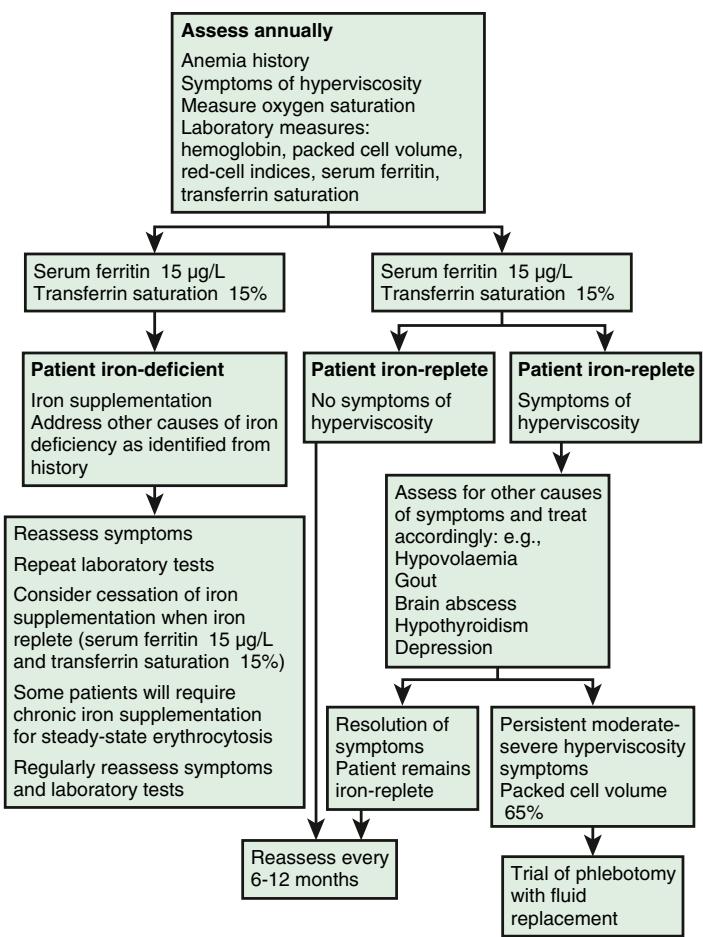 Assess annually
Anemia history
Symptoms of hyperviscosity
Measure oxygen saturation
Laboratory measures:
hemoglobin, packed cell volume,
red-cell indices, serum ferritin,
transferrin saturation
Serum ferritin 15 µg/L
Transferrin saturation 15%
Serum ferritin 15 µg/L
Transferrin saturation 15%
Patient iron-deficient
Iron supplementation
Address other causes of iron
deficiency as identified from
history
Patient iron-replete
No symptoms of
hyperviscosity
Patient iron-replete
Symptoms of
hyperviscosity
Reassess symptoms
Repeat laboratory tests
Consider cessation of iron
supplementation when iron
replete (serum ferritin 15 µg/L
and transferrin saturation 15%)
Some patients will require
chronic iron supplementation
for steady-state erythrocytosis
Regularly reassess symptoms
and laboratory tests
Assess for other causes
of symptoms and treat
accordingly: e.g.,
Hypovolaemia
Gout
Brain abscess
Hypothyroidism
Depression
Resolution of
symptoms
Patient remains
iron-replete
Persistent moderate-
severe hyperviscosity
symptoms
Packed cell volume
65%
Reassess every
6-12 months
Trial of phlebotomy
with fluid
replacement